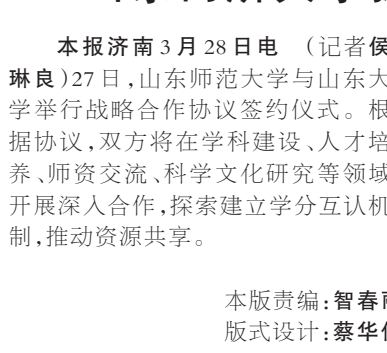 本报济南3月28日电 （记者侯
琳良）27日，山东师范大学与山东大
学举行战略合作协议签约仪式。根
据协议，双方将在学科建设、人才培
养、师资交流、科学文化研究等领域
开展深入合作，探索建立学分互认机
制，推动资源共享。
本版责编：智春
版式设计：蔡华